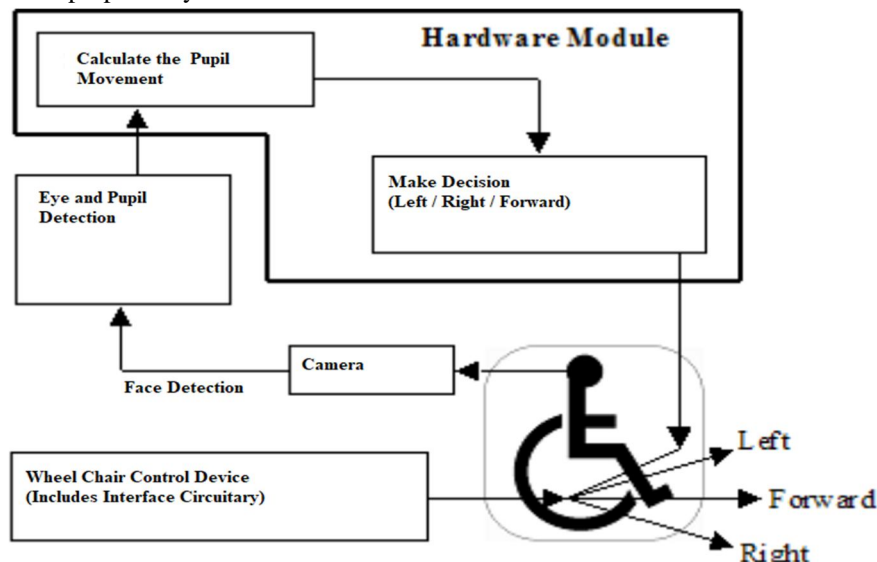 Hardware Module
Calculate the Pupil
Movement
Make Decision
(Left / Right / Forward)
Eye and Pupil
Detection
Camera
Face Detection
Wheel Chair Control Device
(Includes Interface Circuitary)
Left
Forward
Right